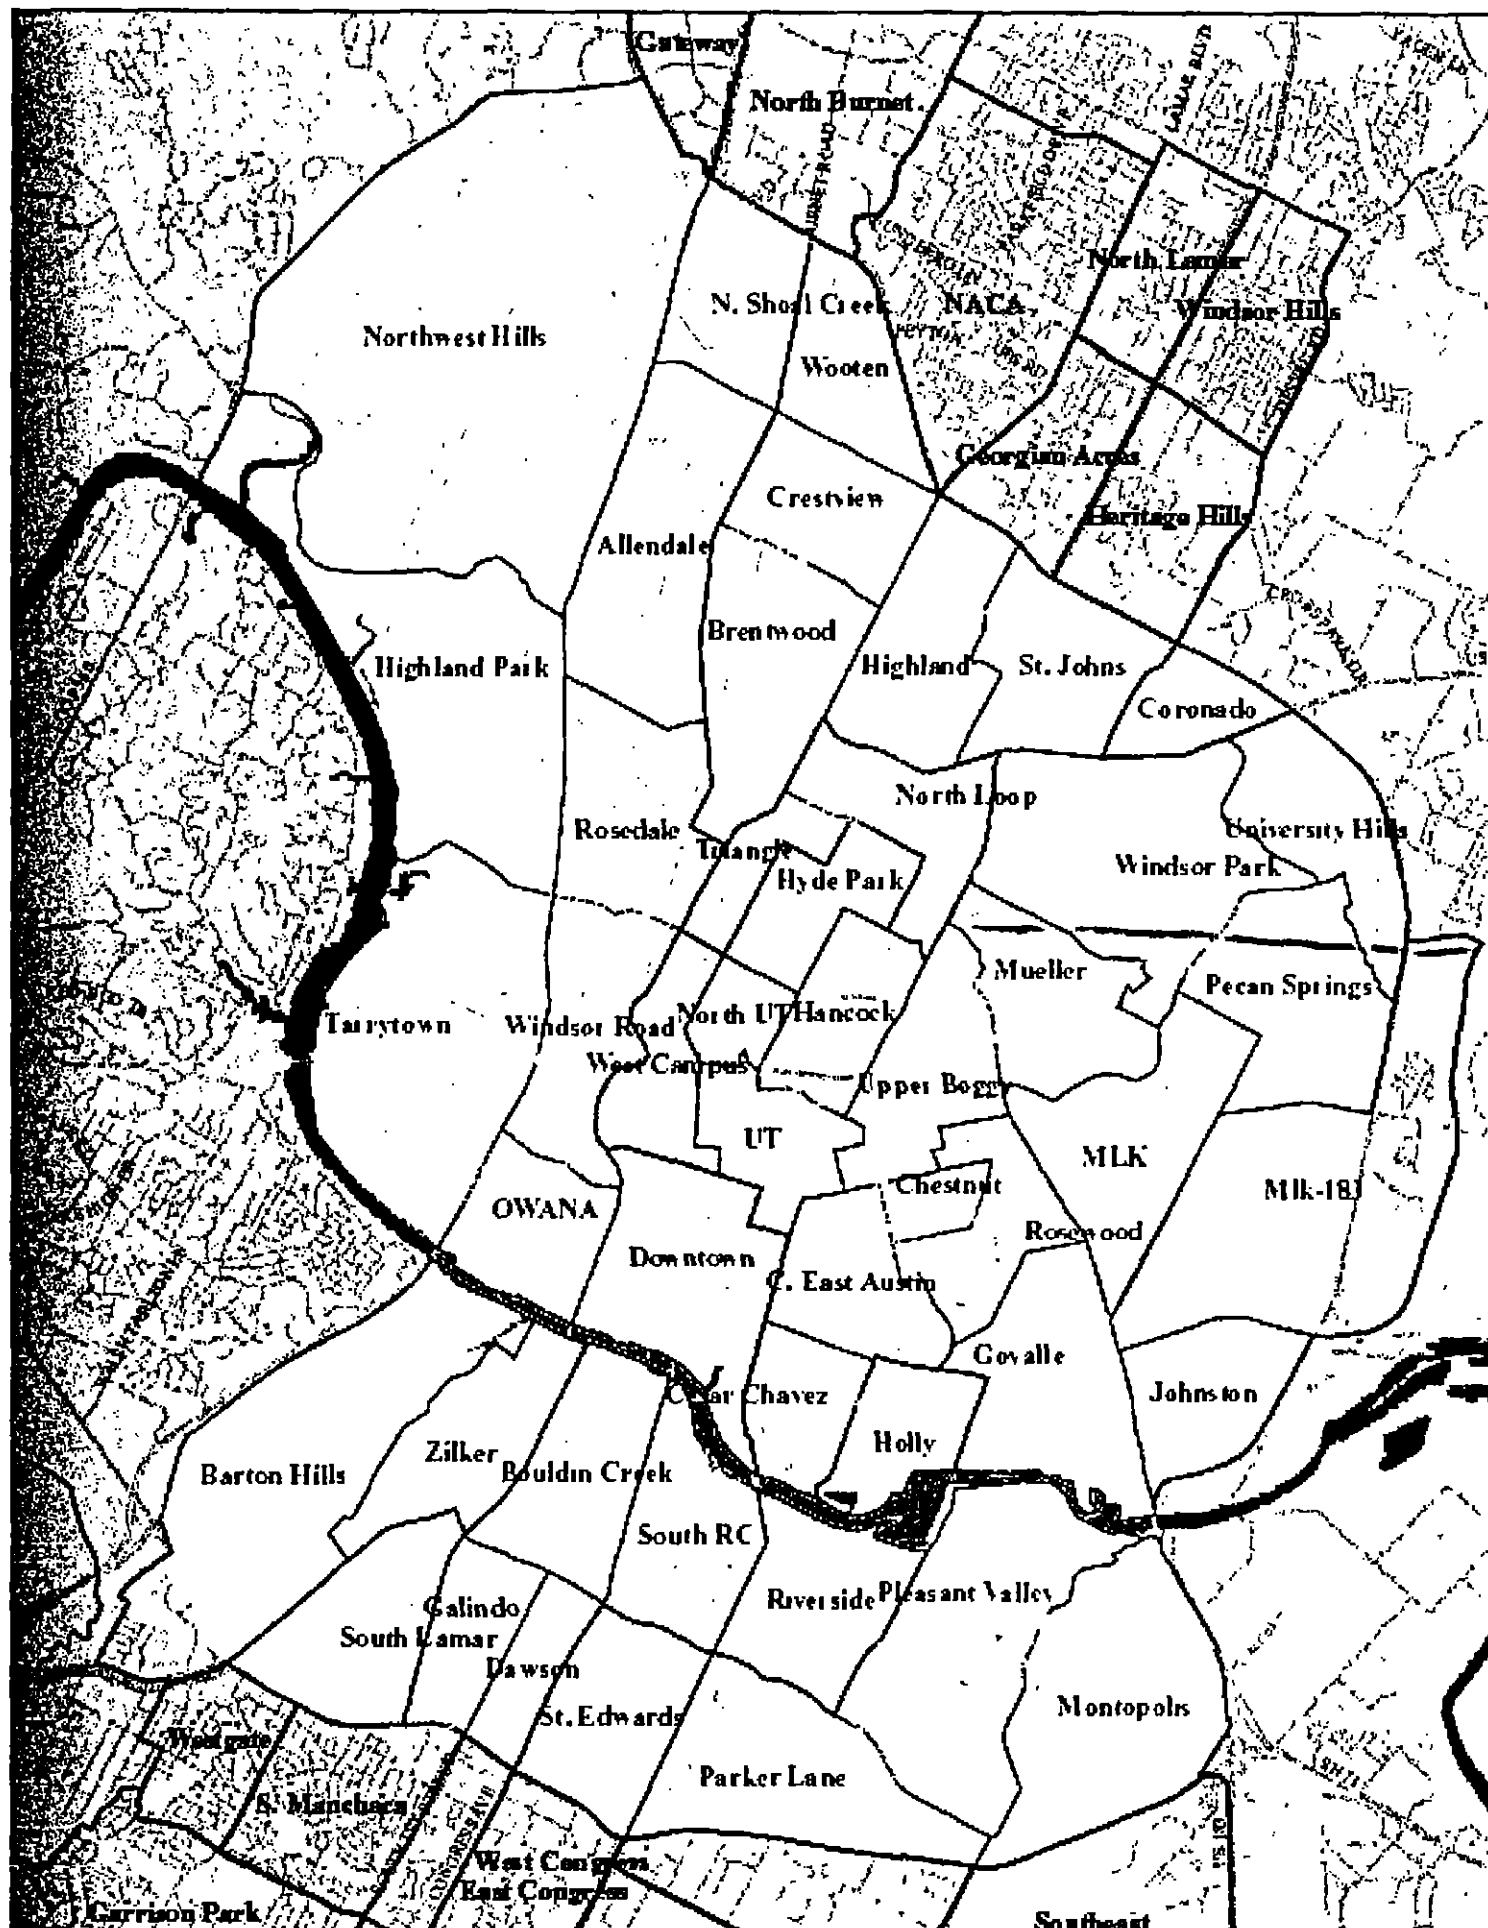 Gateway
North Burnet
LAMAR BLVD
North Lamar
N. Shoal Creek
NACA
Windsor Hills
Northwest Hills
Wooten
Georgian Acres
Crestview
Heritage Hills
Allendale
Brentwood
Highland Park
Highland
St. Johns
Coronado
North Loop
Rosedale
University Hills
Triangle
Windsor Park
Hyde Park
Mueller
Pecan Springs
Tarrytown
Windsor Road
North UT
Hancock
West Campus
Upper Boggy
UT
MLK
Chestnut
Mlk-183
OWANA
Rosewood
Downtown
C. East Austin
Govalle
Cesar Chavez
Johnston
Holly
Zilker
Barton Hills
Bouldin Creek
South RC
Riverside
Pleasant Valley
Galindo
South Lamar
Dawson
Montopolis
St. Edwards
Westgate
Parker Lane
S. Manchaca
West Congress
East Congress
Garrison Park
Southeast